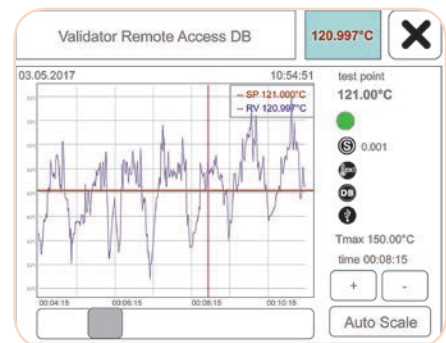 Validator Remote Access DB
120.997°C
03.05.2017
10:54:51
-- SP 121.000°C
-- RV 120.997°C
00:04:15
00:06:15
00:08:15
00:10:15
test point
121.00°C
S 0.001
DB
Tmax 150.00°C
time 00:08:15
+
-
Auto Scale